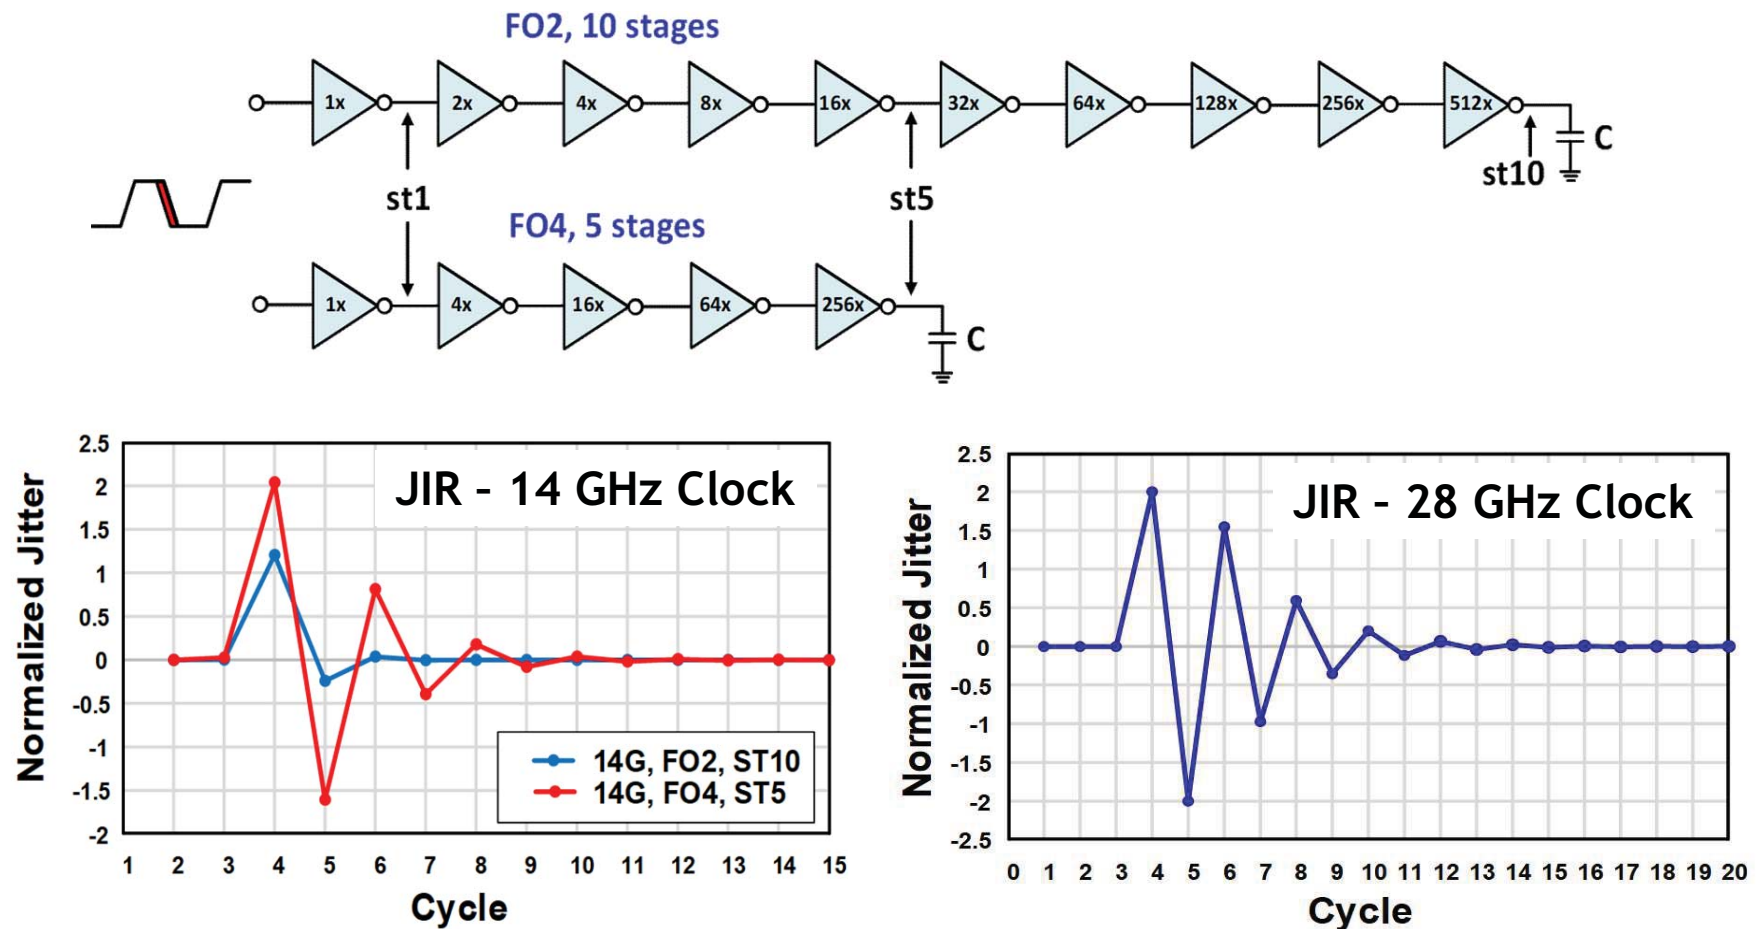 FO2, 10 stages
1x 2x 4x 8x 16x 32x 64x 128x 256x 512x
C
st1 st5 st10
FO4, 5 stages
1x 4x 16x 64x 256x
C
JIR - 14 GHz Clock
Normalized Jitter
2.5
2
1.5
1
0.5
0
-0.5
-1
-1.5
-2
14G, FO2, ST10
14G, FO4, ST5
1 2 3 4 5 6 7 8 9 10 11 12 13 14 15
Cycle
JIR - 28 GHz Clock
Normalized Jitter
2.5
2
1.5
1
0.5
0
-0.5
-1
-1.5
-2
-2.5
0 1 2 3 4 5 6 7 8 9 10 11 12 13 14 15 16 17 18 19 20
Cycle